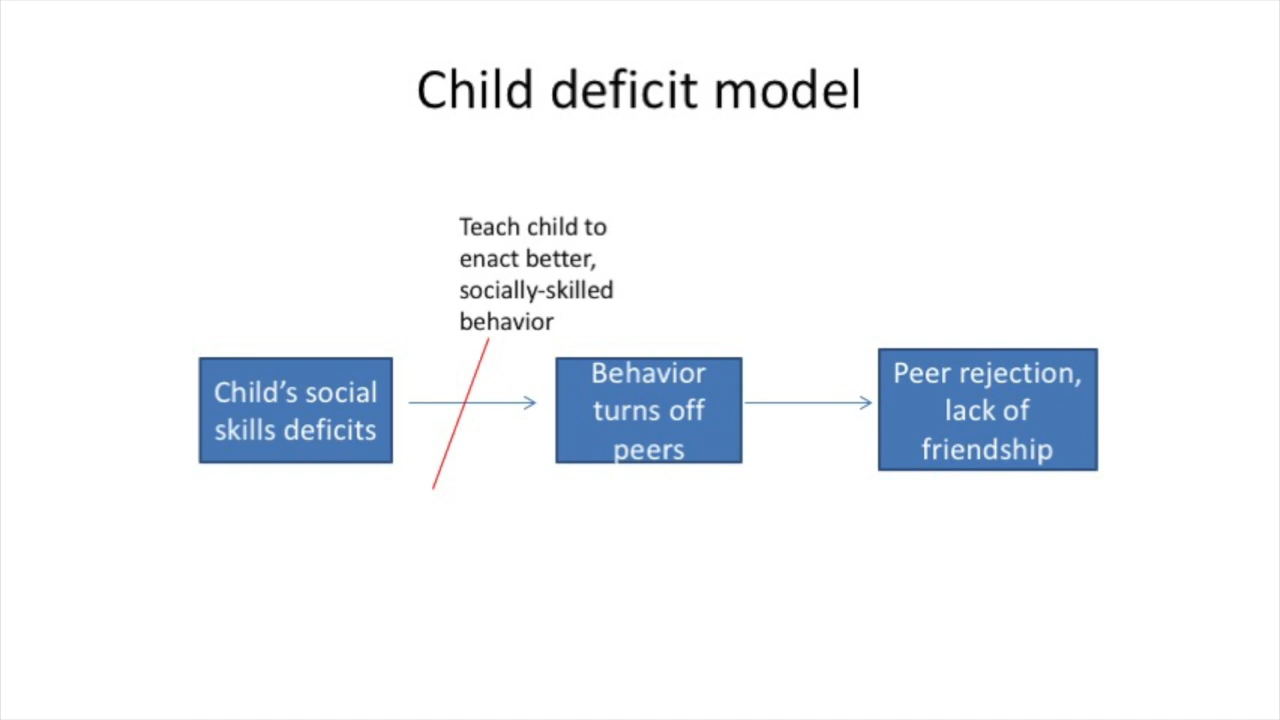 Child deficit model
Teach child to
enact better,
socially-skilled
behavior
Child’s social
skills deficits
Behavior
turns off
peers
Peer rejection,
lack of
friendship